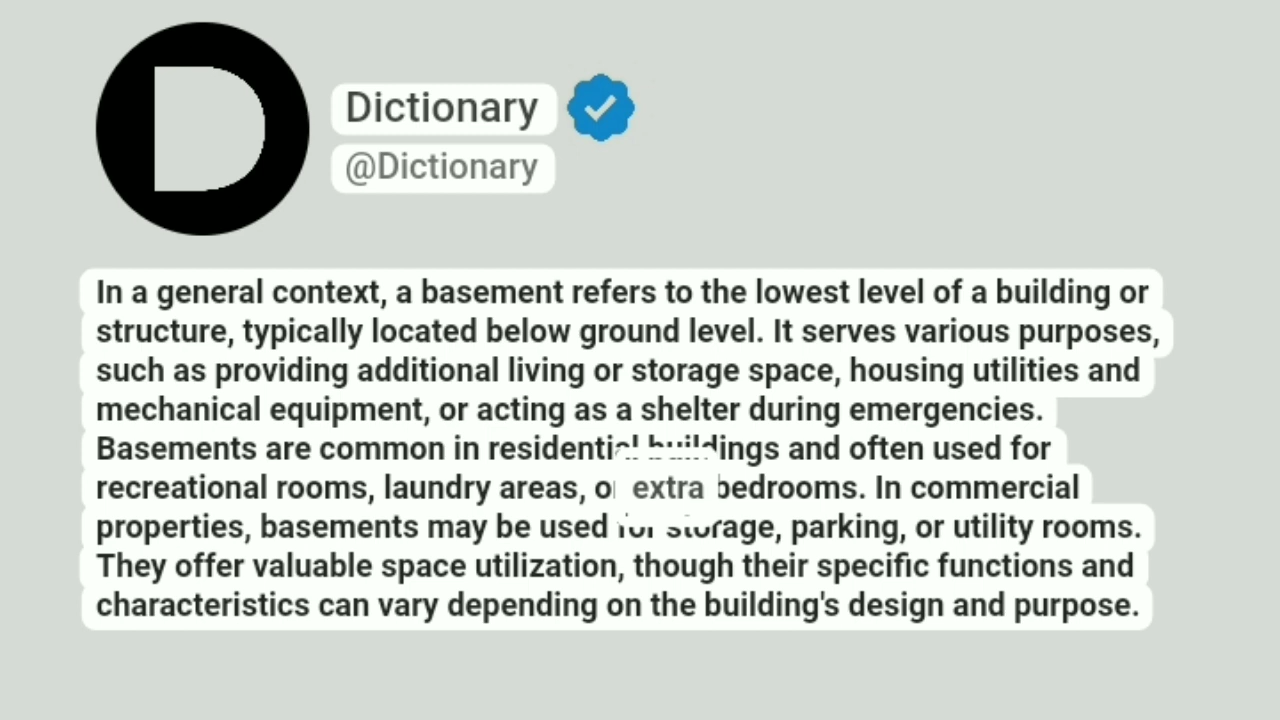 D
Dictionary
@Dictionary
In a general context, a basement refers to the lowest level of a building or
structure, typically located below ground level. It serves various purposes,
such as providing additional living or storage space, housing utilities and
mechanical equipment, or acting as a shelter during emergencies.
Basements are common in residential buildings and often used for
recreational rooms, laundry areas, or extra bedrooms. In commercial
properties, basements may be used for storage, parking, or utility rooms.
They offer valuable space utilization, though their specific functions and
characteristics can vary depending on the building's design and purpose.